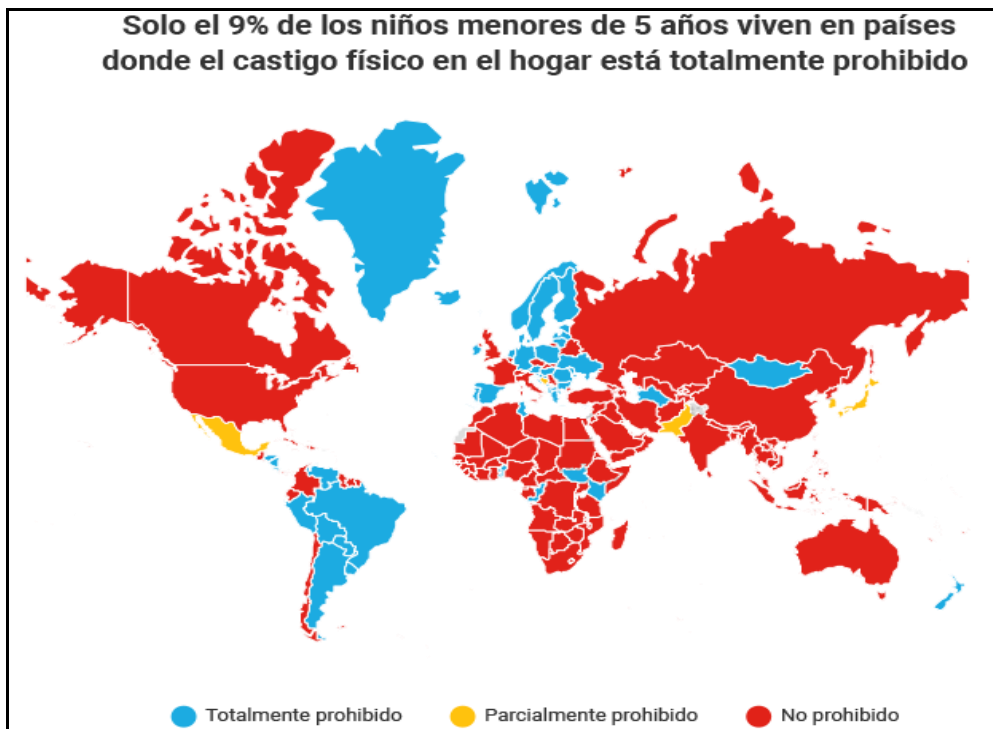 Solo el 9% de los niños menores de 5 años viven en países
donde el castigo físico en el hogar está totalmente prohibido
Totalmente prohibido
Parcialmente prohibido
No prohibido